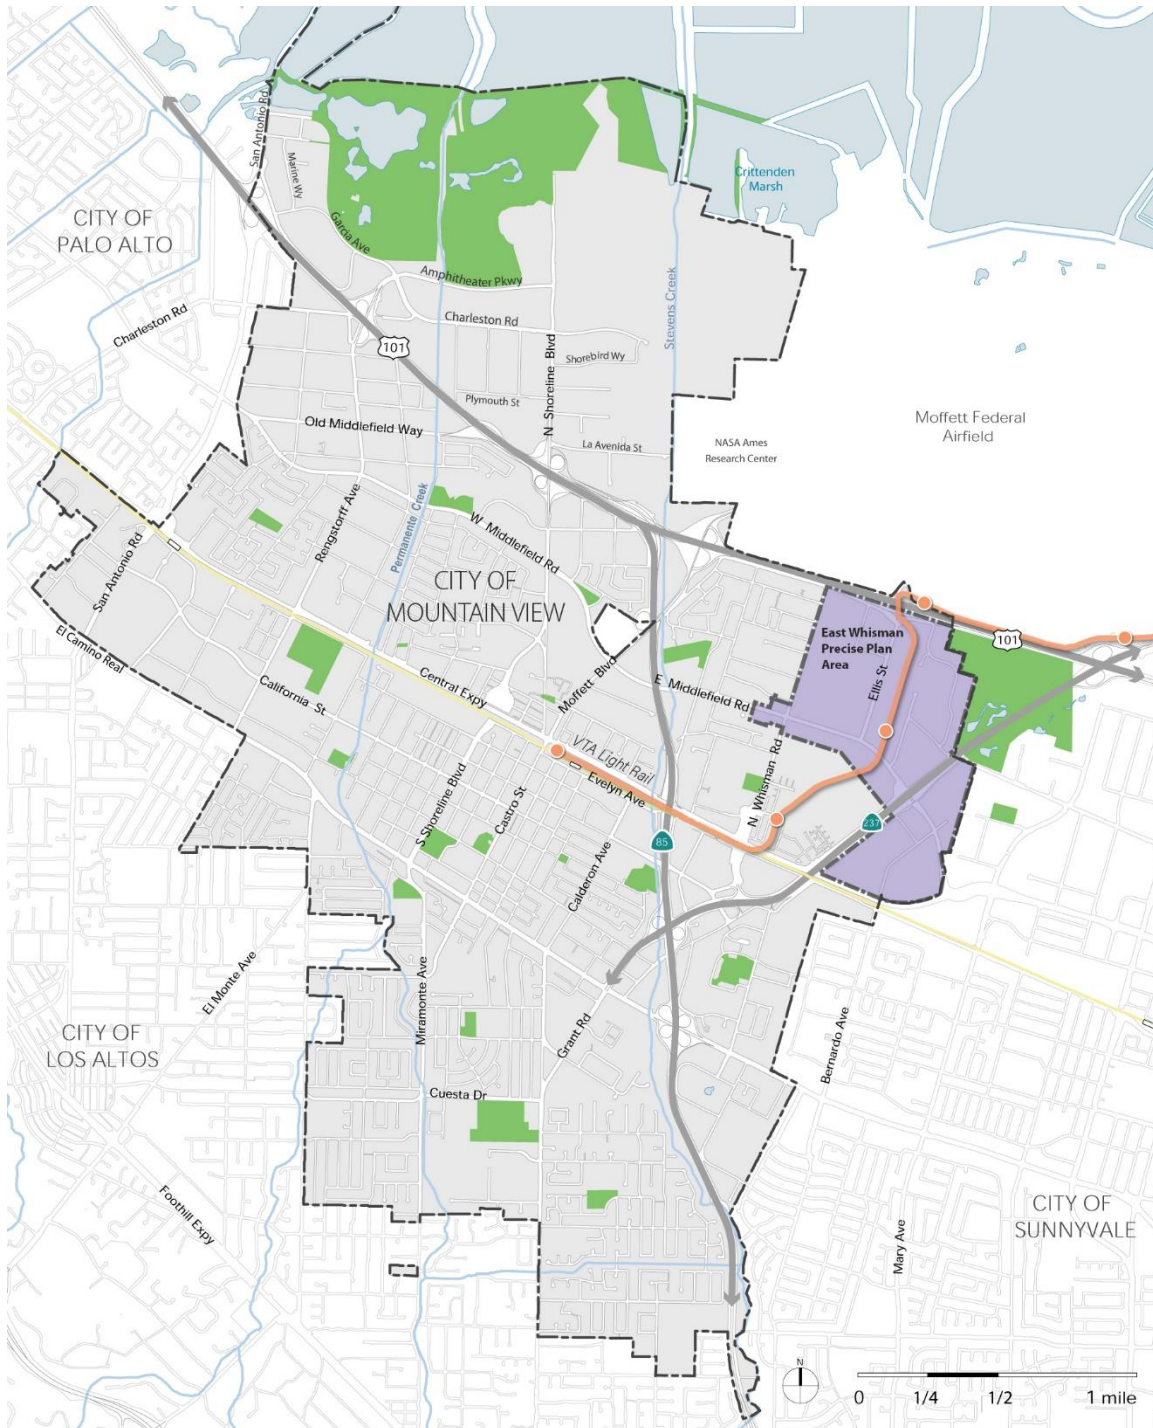 San Antonio Rd
Marine Wy
Crittenden
Marsh
CITY OF
PALO ALTO
Garcia Ave
Amphitheater Pkwy
Stevens Creek
Charleston Rd
Charleston Rd
101
N Shoreline Blvd
Shorebird Wy
Plymouth St
Moffett Federal
Airfield
Old Middlefield Way
La Avenida St
NASA Ames
Research Center
Rengstorff Ave
Permanente Creek
W Middlefield Rd
San Antonio Rd
CITY OF
MOUNTAIN VIEW
El Camino Real
East Whisman
Precise Plan
Area
101
Ellis St
California St
Central Expy
Moffett Blvd
E Middlefield Rd
VTA Light Rail
Evelyn Ave
N Whisman Rd
S Shoreline Blvd
Castro St
237
85
Calderon Ave
El Monte Ave
Miramonte Ave
Grant Rd
CITY OF
LOS ALTOS
Bernardo Ave
Cuesta Dr
Foothill Expy
Mary Ave
CITY OF
SUNNYVALE
N
0 1/4 1/2 1 mile